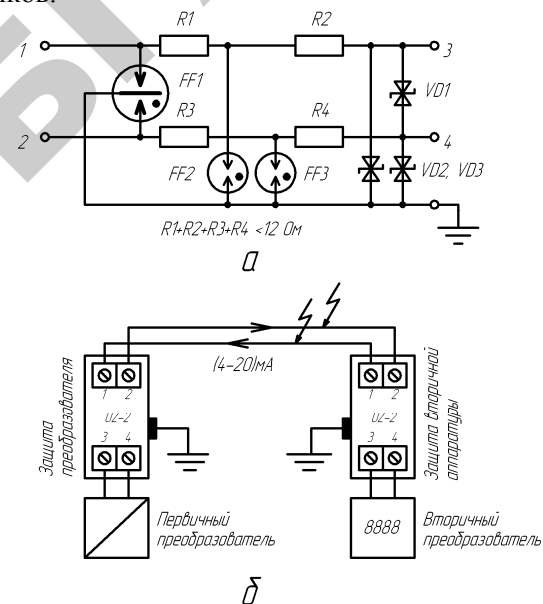 R1 R2
1 3
FF1
VD1
R3 R4
2 4
FF2 FF3 VD2, VD3
R1+R2+R3+R4 <12 Ом
а
(4-20)мА
Защита преобразователя
1 2
UZ-2
3 4
1 2
UZ-2
3 4
Защита вторичной
аппаратуры
Первичный
преобразователь
8888
Вторичный
преобразователь
б